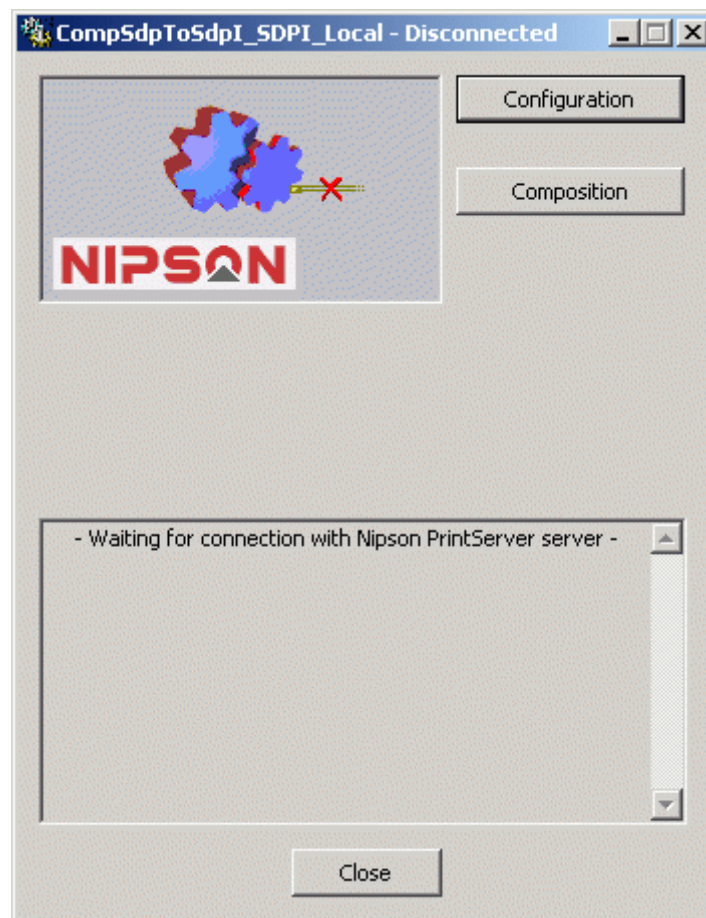 CompSdpToSdpI_SDPI_Local - Disconnected
Configuration
Composition
NIPSON
- Waiting for connection with Nipson PrintServer server -
Close